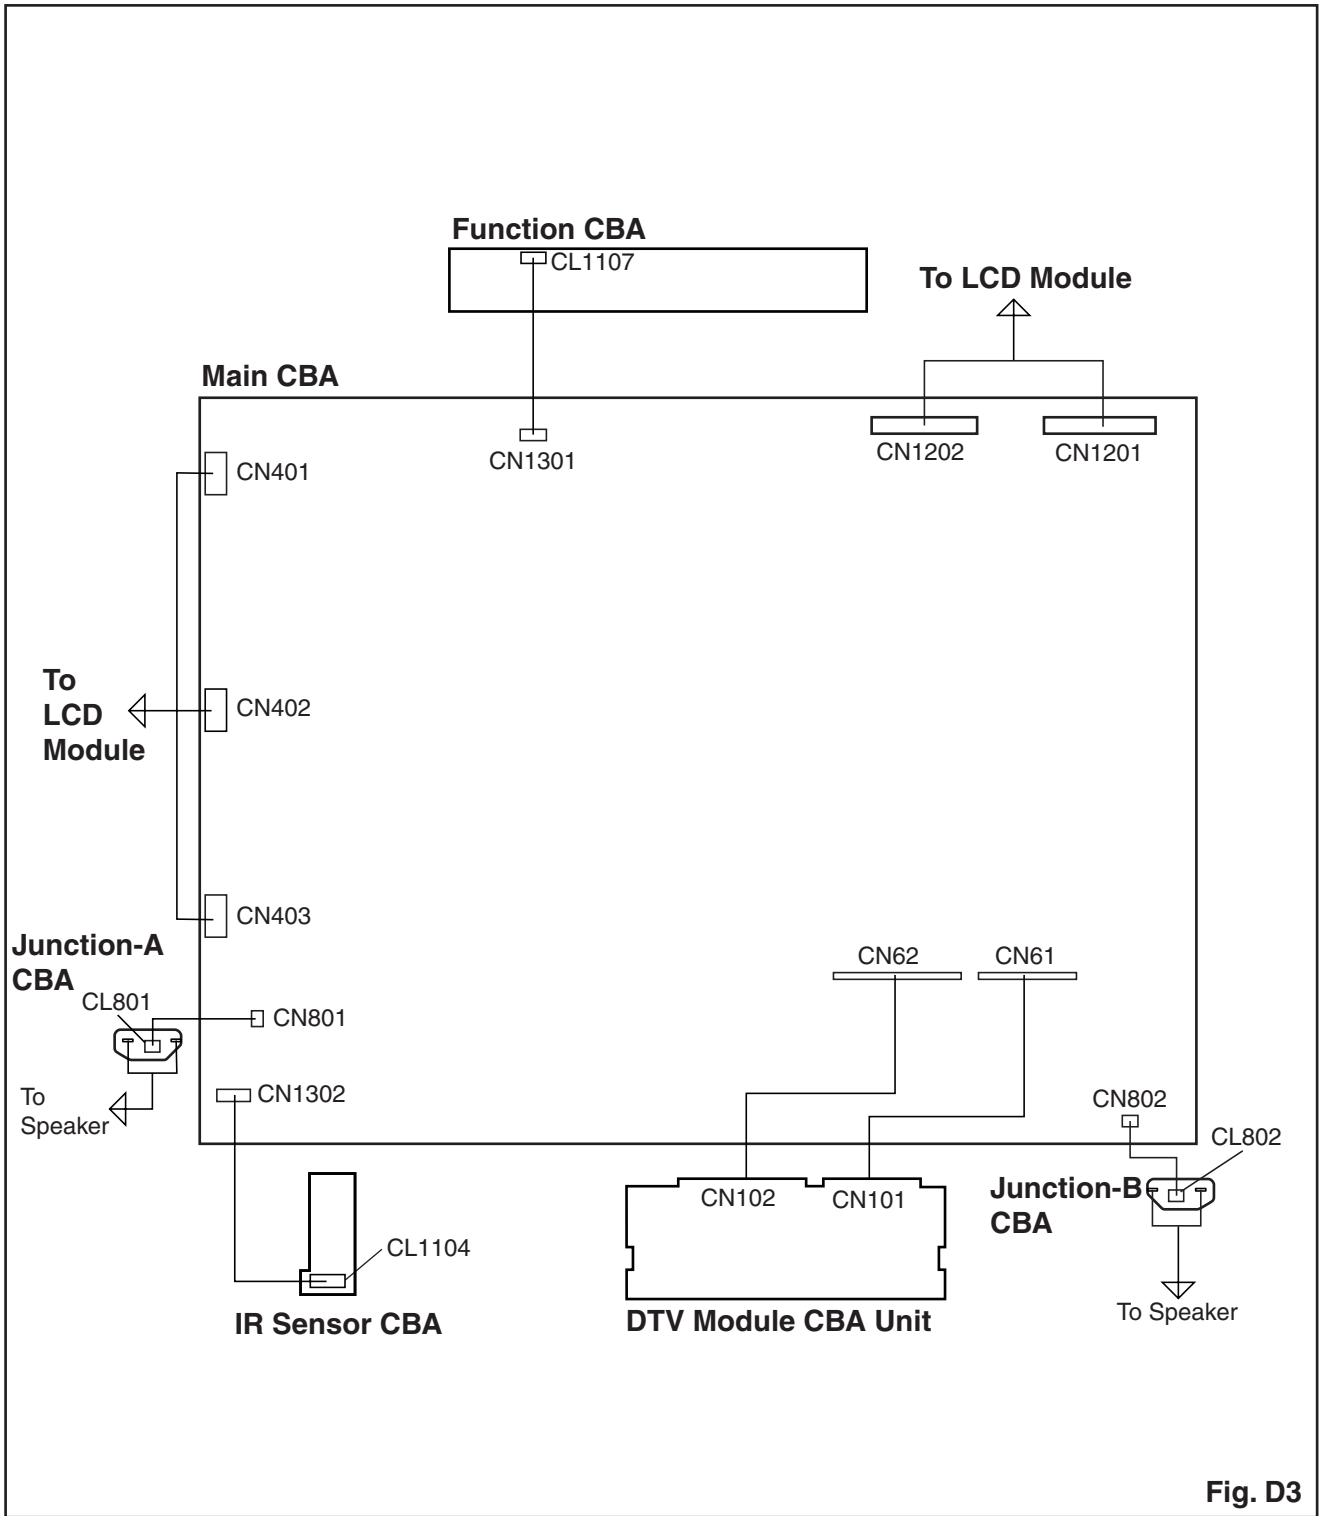 Function CBA
CL1107
To LCD Module
Main CBA
CN1301
CN1202
CN1201
CN401
To
LCD
Module
CN402
CN403
Junction-A
CBA
CL801
CN801
CN62
CN61
To
Speaker
CN1302
CN802
CL802
CN102
CN101
Junction-B
CBA
CL1104
IR Sensor CBA
DTV Module CBA Unit
To Speaker
Fig. D3